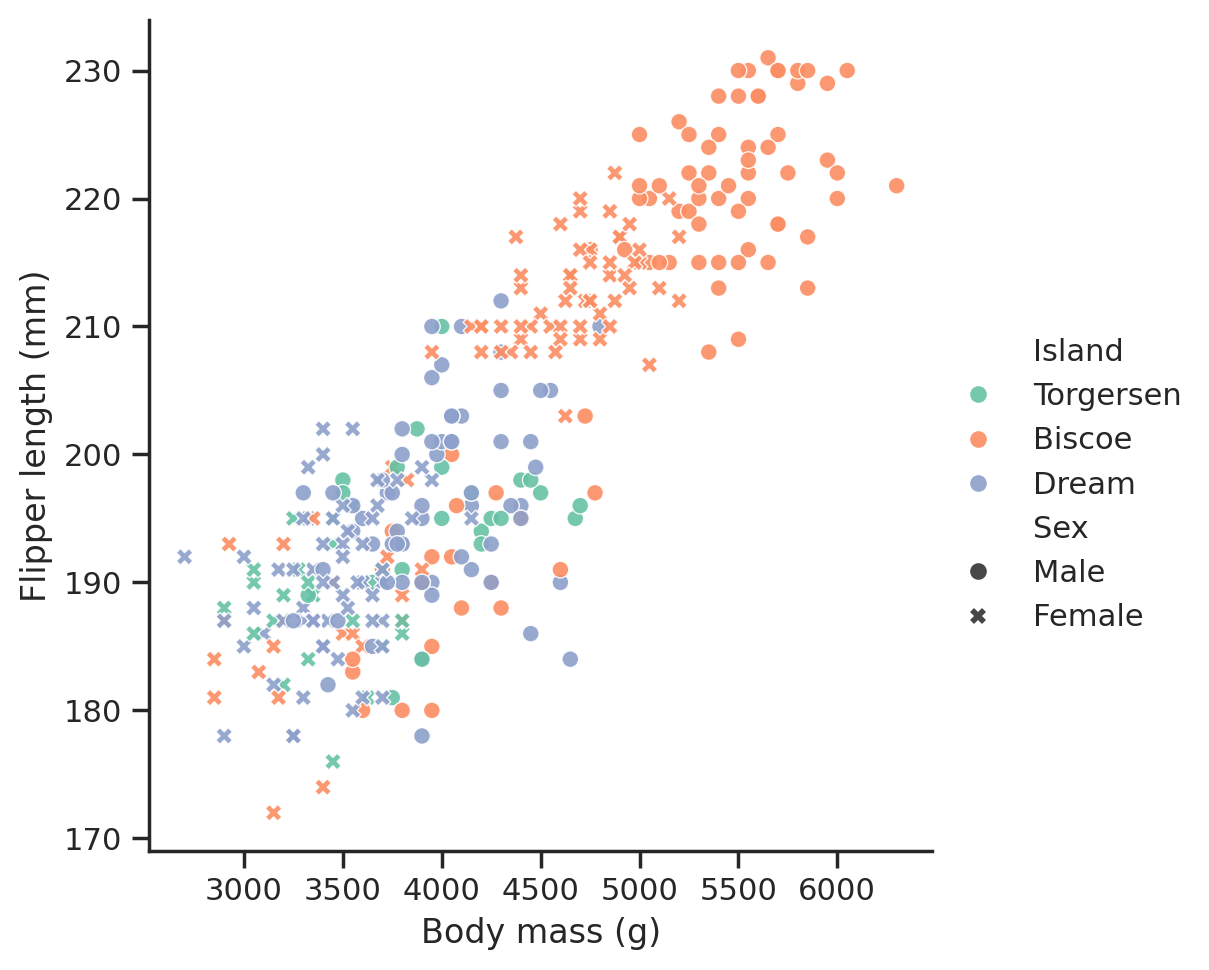 230
220
210
200
190
180
170
Flipper length (mm)
3000 3500 4000 4500 5000 5500 6000
Body mass (g)
Island
Torgersen
Biscoe
Dream
Sex
Male
Female